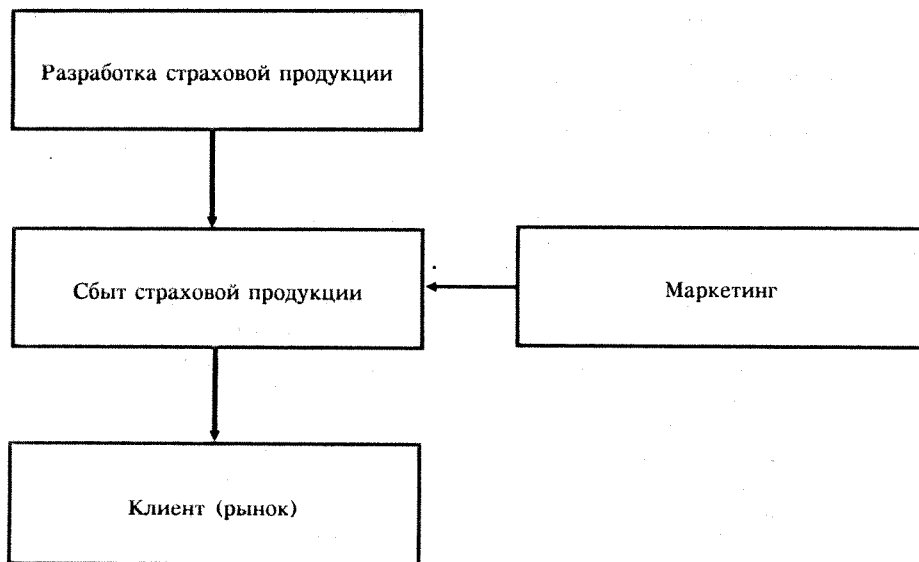 Разработка страховой продукции
Сбыт страховой продукции
Маркетинг
Клиент (рынок)